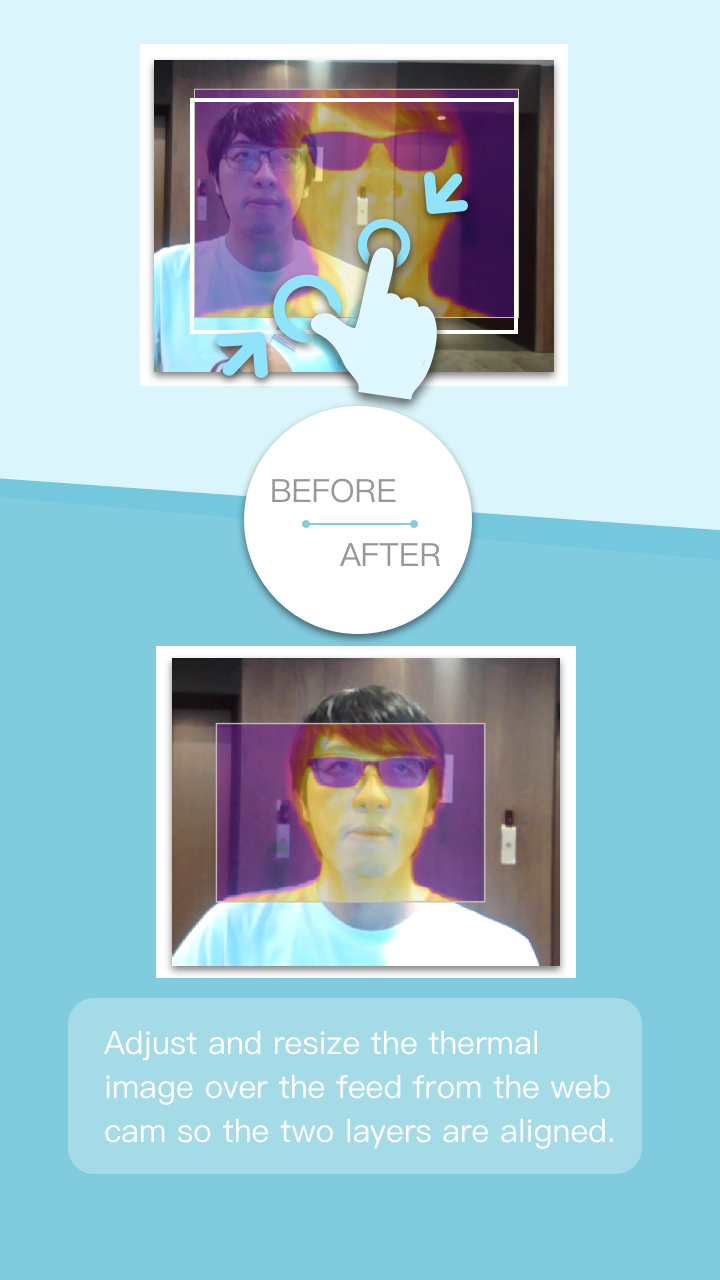 BEFORE
AFTER
Adjust and resize the thermal
image over the feed from the web
cam so the two layers are aligned.